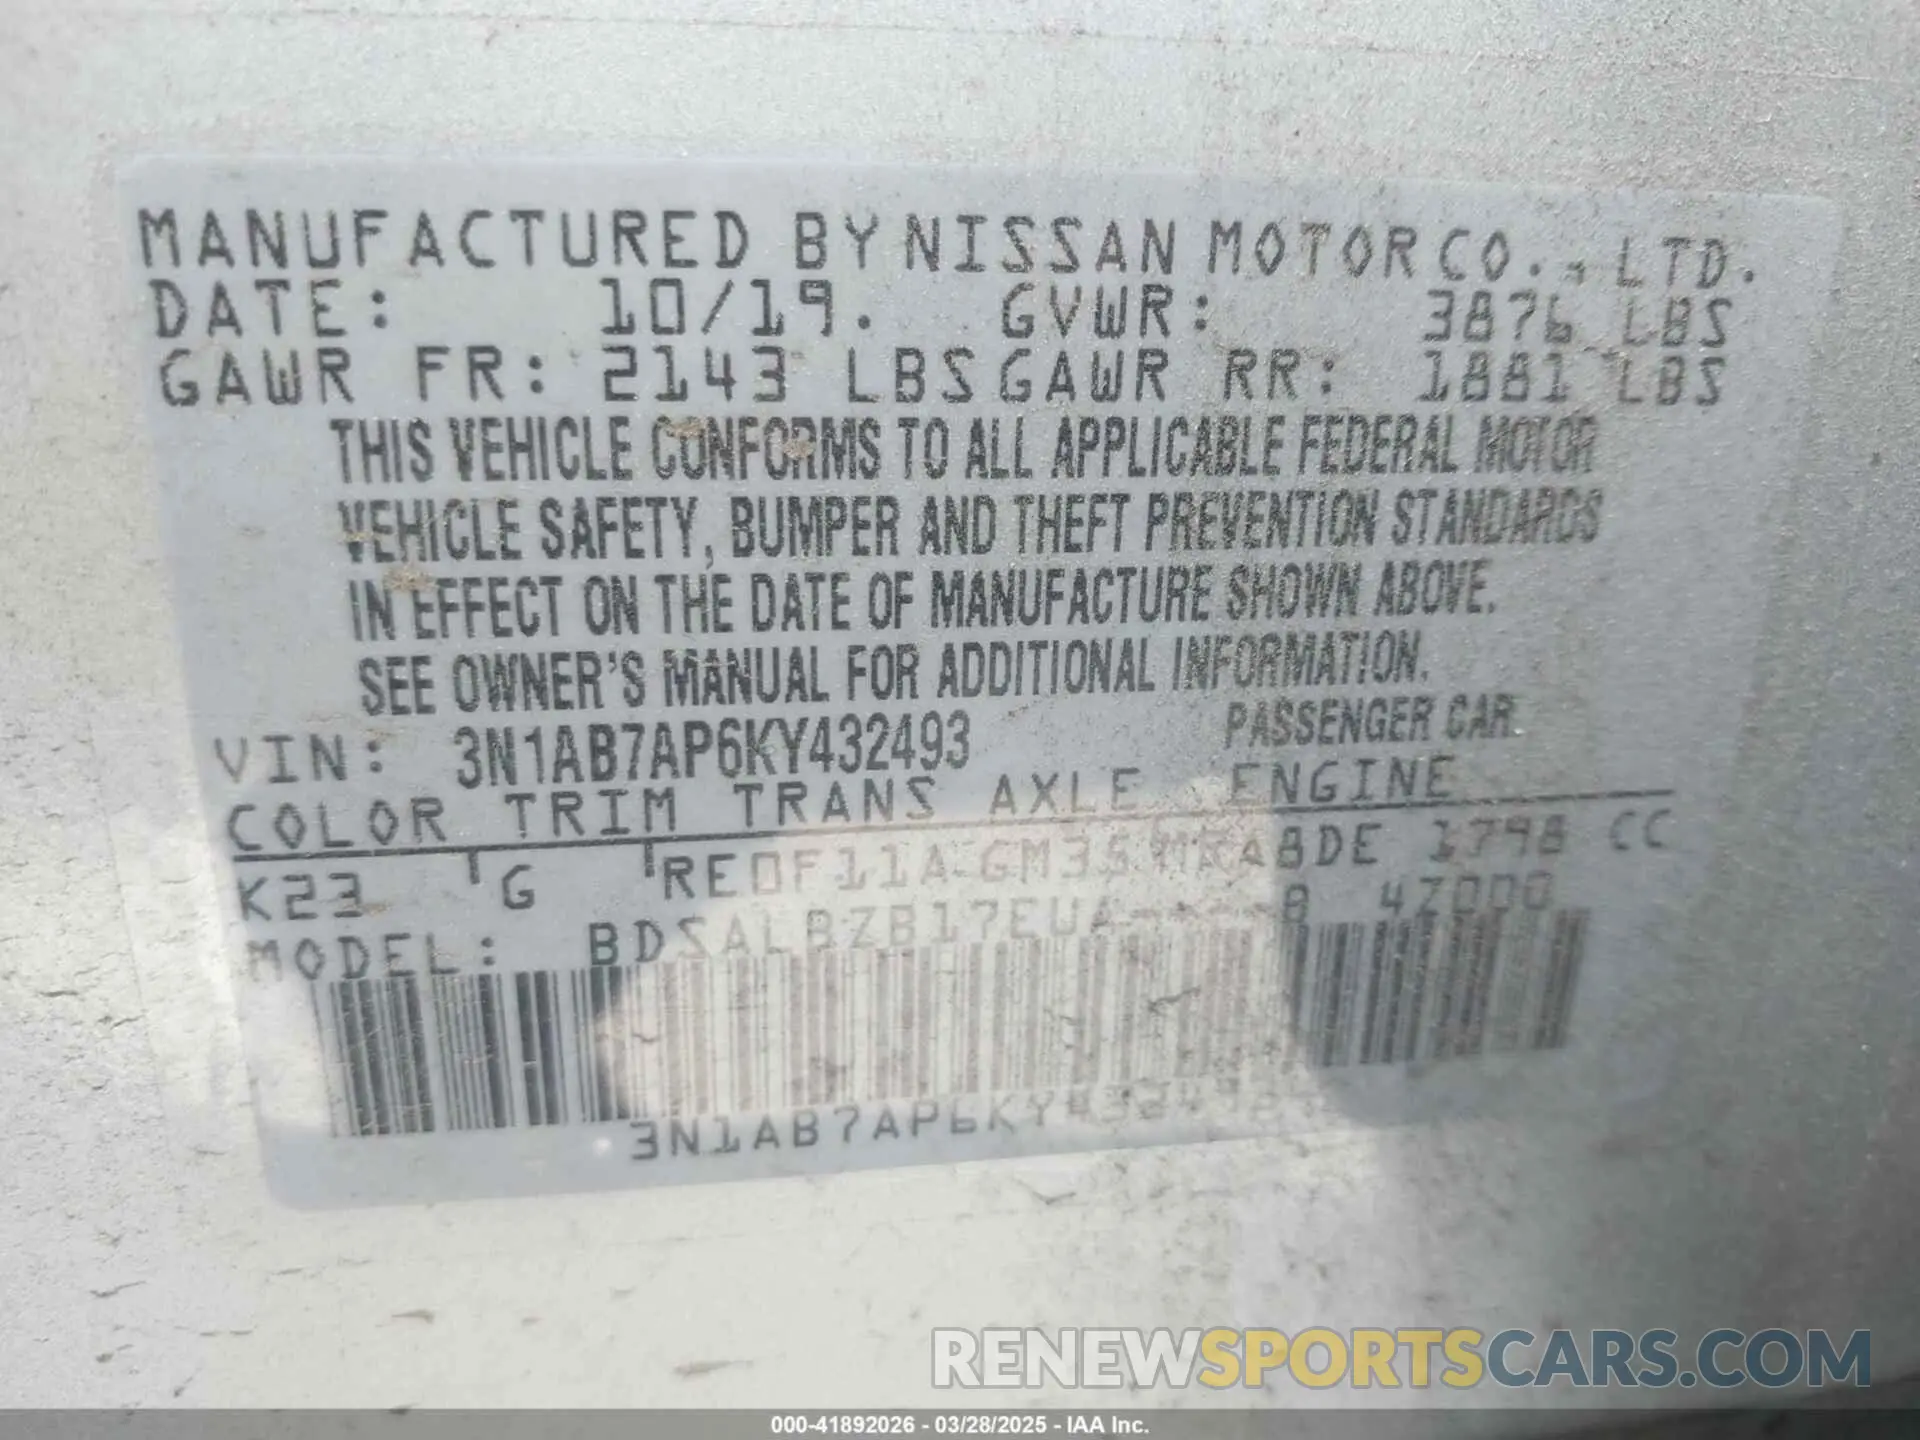 MANUFACTURED BY NISSAN MOTOR CO., LTD.
DATE: 10/19. GVWR: 3876 LBS
GAWR FR: 2143 LBS GAWR RR: 1881 LBS
THIS VEHICLE CONFORMS TO ALL APPLICABLE FEDERAL MOTOR
VEHICLE SAFETY, BUMPER AND THEFT PREVENTION STANDARDS
IN EFFECT ON THE DATE OF MANUFACTURE SHOWN ABOVE.
SEE OWNER'S MANUAL FOR ADDITIONAL INFORMATION.
VIN: 3N1AB7AP6KY432493 PASSENGER CAR
COLOR TRIM TRANS AXLE ENGINE
K23 G RE0F11A GM35 MRA8DE 1798 CC
MODEL: BDSALBZB17EUA----B 4Z000
3N1AB7AP6KY432493
RENEWSPORTSCARS.COM
000-41892026 - 03/28/2025 - IAA Inc.